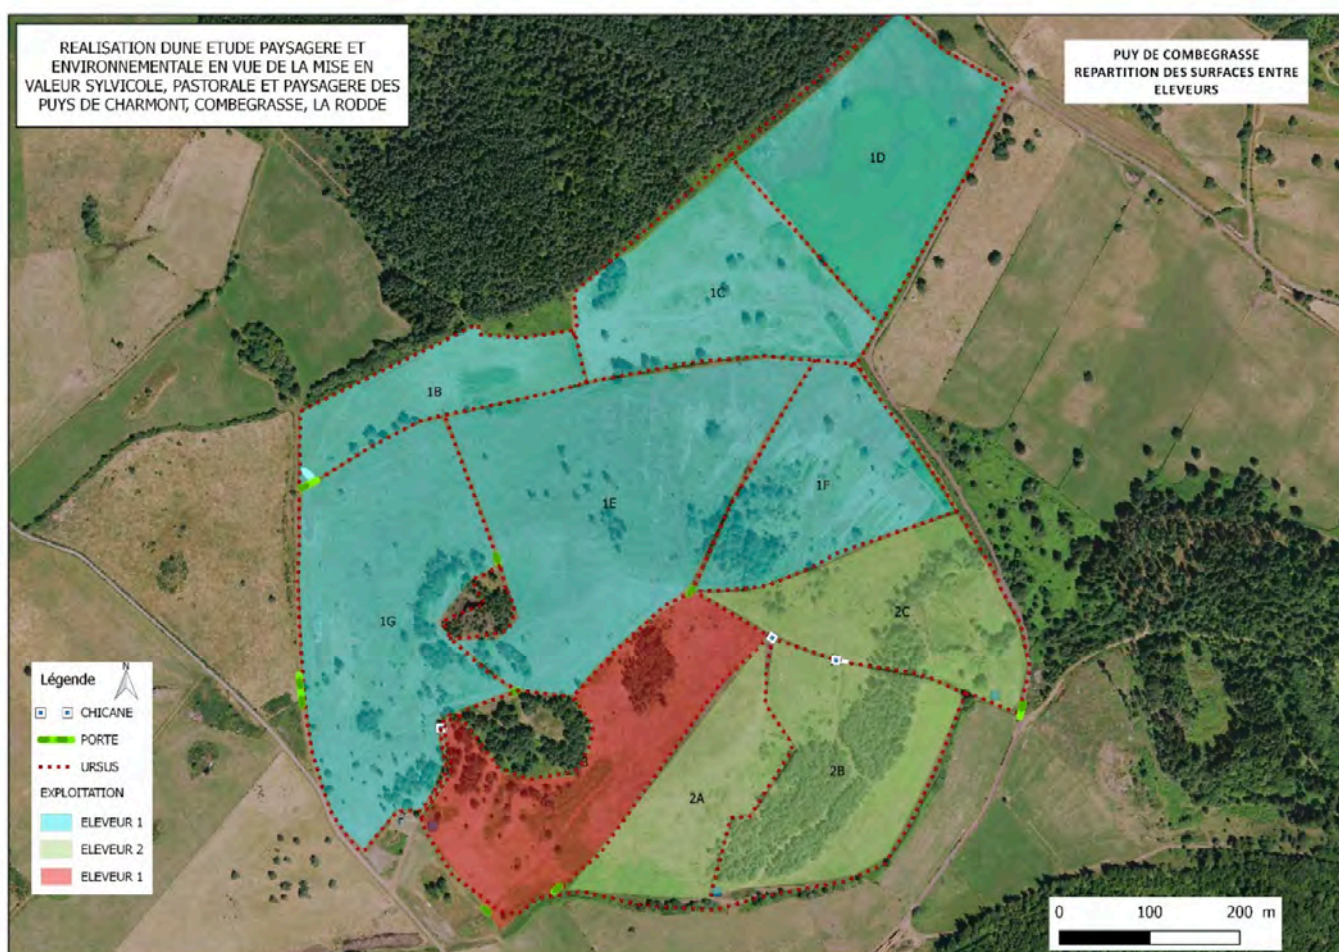 REALISATION DUNE ETUDE PAYSAGERE ET
ENVIRONNEMENTALE EN VUE DE LA MISE EN
VALEUR SYLVICOLE, PASTORALE ET PAYSAGERE DES
PUYS DE CHARMONT, COMBEGRASSE, LA RODDE
PUY DE COMBEGRASSE
REPARTITION DES SURFACES ENTRE
ELEVEURS
1D
1C
1B
1E
1F
1G
2C
2B
2A
Légende
N
CHICANE
PORTE
URSUS
EXPLOITATION
ELEVEUR 1
ELEVEUR 2
ELEVEUR 1
0 100 200 m